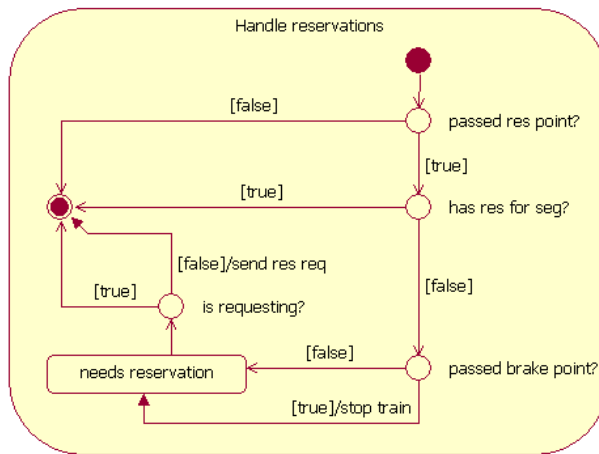 Handle reservations
[false]
passed res point?
[true]
[true]
has res for seg?
[false]/send res req
[true]
is requesting?
[false]
[false]
needs reservation
passed brake point?
[true]/stop train